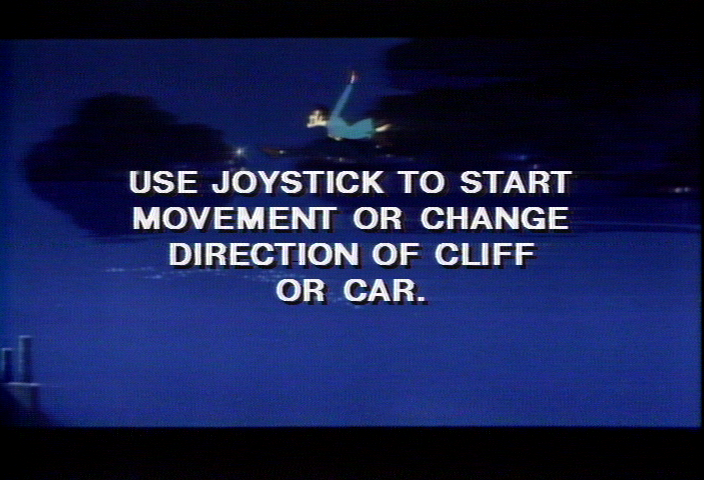 USE JOYSTICK TO START
MOVEMENT OR CHANGE
DIRECTION OF CLIFF
OR CAR.